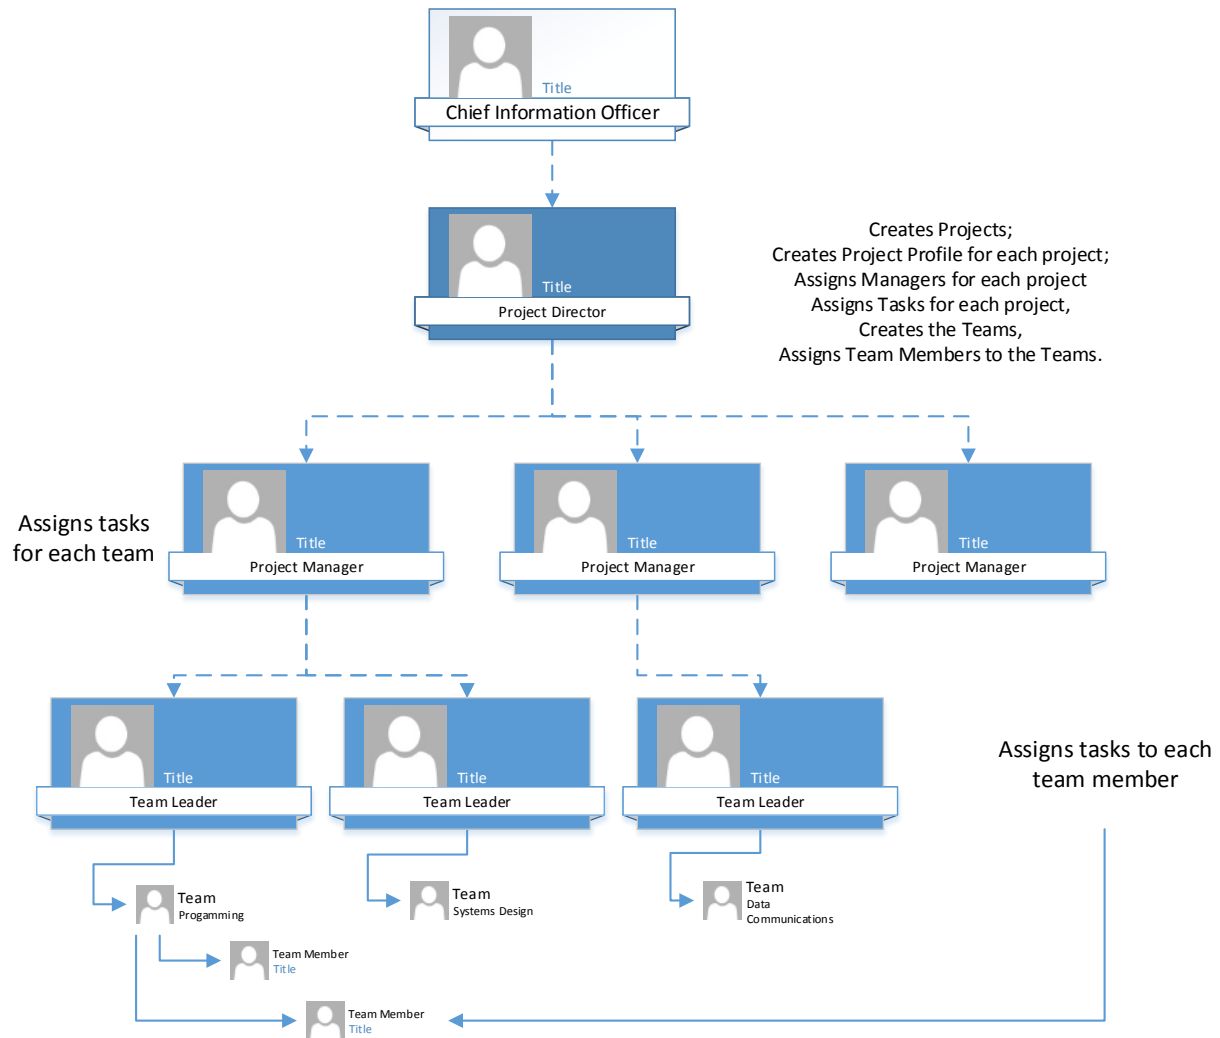 Title
Chief Information Officer
Title
Project Director
Creates Projects;
Creates Project Profile for each project;
Assigns Managers for each project
Assigns Tasks for each project,
Creates the Teams,
Assigns Team Members to the Teams.
Assigns tasks
for each team
Title
Project Manager
Title
Project Manager
Title
Project Manager
Title
Team Leader
Title
Team Leader
Title
Team Leader
Assigns tasks to each
team member
Team
Progamming
Team
Systems Design
Team
Data
Communications
Team Member
Title
Team Member
Title